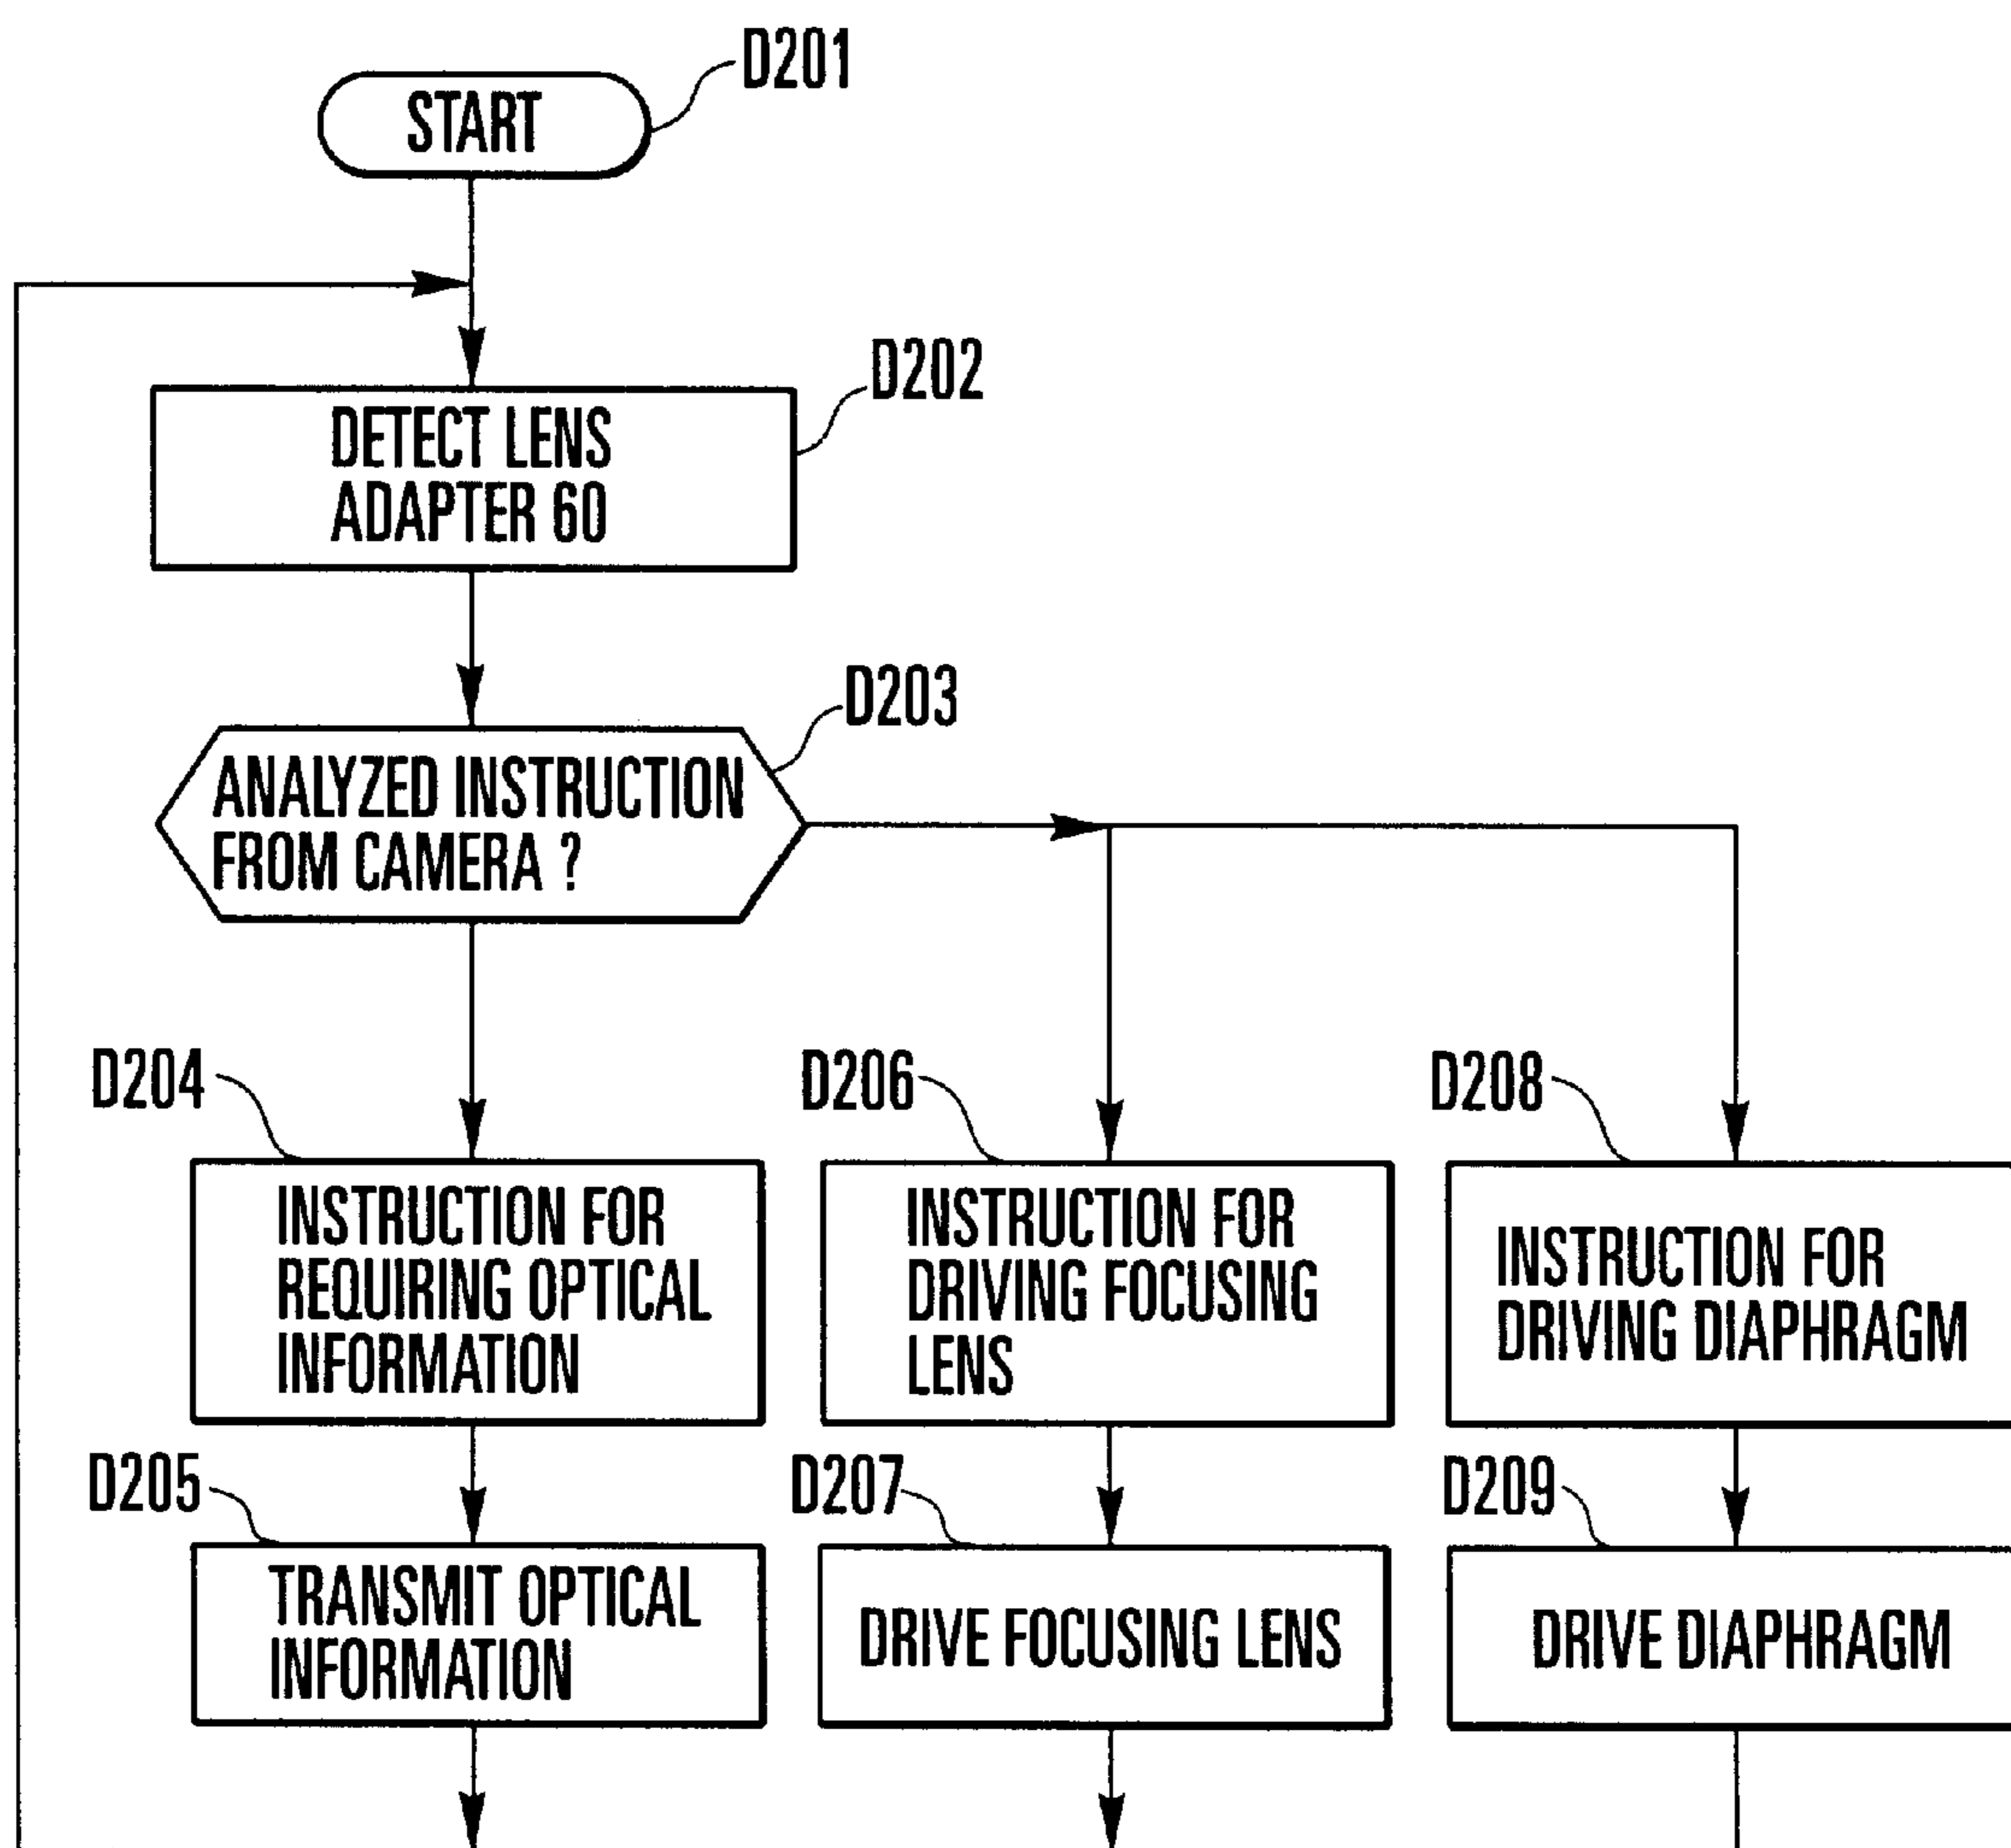 D201
START
D202
DETECT LENS
ADAPTER 60
D203
ANALYZED INSTRUCTION
FROM CAMERA ?
D204
INSTRUCTION FOR
REQUIRING OPTICAL
INFORMATION
D206
INSTRUCTION FOR
DRIVING FOCUSING
LENS
D208
INSTRUCTION FOR
DRIVING DIAPHRAGM
D205
TRANSMIT OPTICAL
INFORMATION
D207
DRIVE FOCUSING LENS
D209
DRIVE DIAPHRAGM